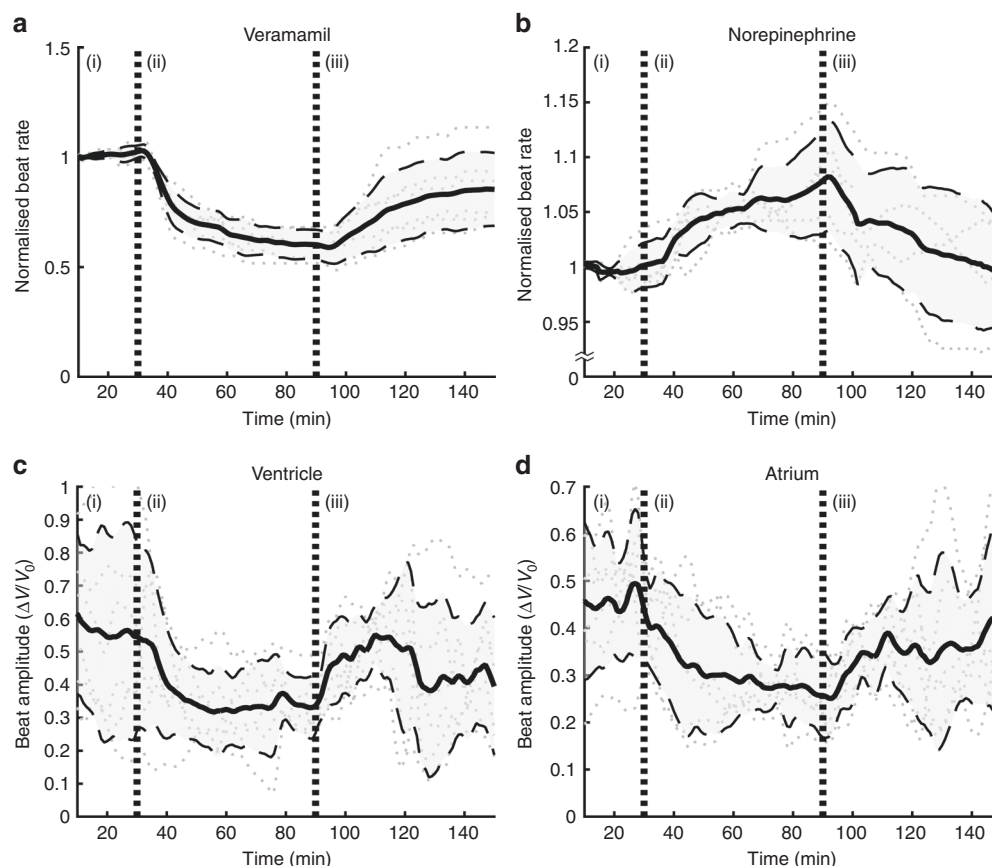 a
Veramamil
Normalised beat rate
1.5
1
0.5
0
(i)
(ii)
(iii)
20 40 60 80 100 120 140
Time (min)
b
Norepinephrine
Normalised beat rate
1.2
1.15
1.1
1.05
1
0.95
0
(i)
(ii)
(iii)
20 40 60 80 100 120 140
Time (min)
c
Ventricle
Beat amplitude (ΔV/V0)
1
0.9
0.8
0.7
0.6
0.5
0.4
0.3
0.2
0.1
0
(i)
(ii)
(iii)
20 40 60 80 100 120 140
Time (min)
d
Atrium
Beat amplitude (ΔV/V0)
0.7
0.6
0.5
0.4
0.3
0.2
0.1
0
(i)
(ii)
(iii)
20 40 60 80 100 120 140
Time (min)